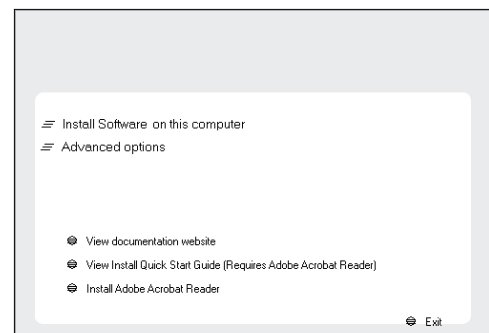 Install Software on this computer
Advanced options
View documentation website
View Install Quick Start Guide (Requires Adobe Acrobat Reader)
Install Adobe Acrobat Reader
Exit